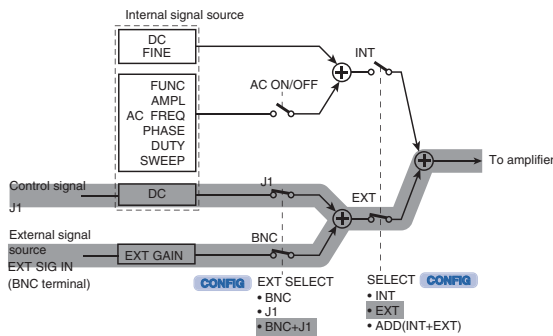 Internal signal source
DC
FINE
INT
FUNC
AMPL
AC FREQ
PHASE
DUTY
SWEEP
AC ON/OFF
To amplifier
Control signal
J1
DC
J1
EXT
External signal
source
EXT SIG IN
(BNC terminal)
EXT GAIN
BNC
CONFIG EXT SELECT
• BNC
• J1
• BNC+J1
SELECT CONFIG
• INT
• EXT
• ADD(INT+EXT)